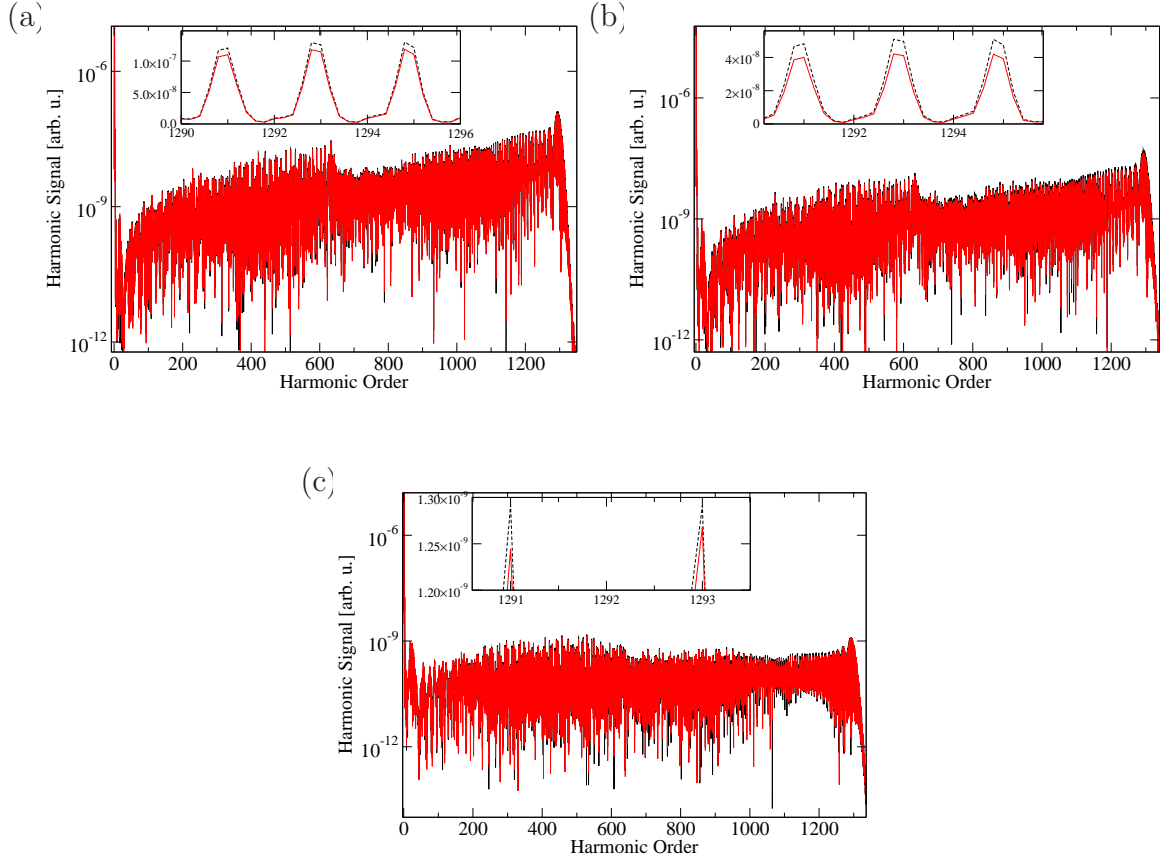 (a)
Harmonic Signal [arb. u.]
10-6
10-9
10-12
1.0×10-7
5.0×10-8
0.0
1290 1292 1294 1296
0 200 400 600 800 1000 1200
Harmonic Order
(b)
Harmonic Signal [arb. u.]
10-6
10-9
10-12
4×10-8
2×10-8
0
1292 1294
0 200 400 600 800 1000 1200
Harmonic Order
(c)
Harmonic Signal [arb. u.]
10-6
10-9
10-12
1.30×10-9
1.25×10-9
1.20×10-9
1291 1292 1293
0 200 400 600 800 1000 1200
Harmonic Order